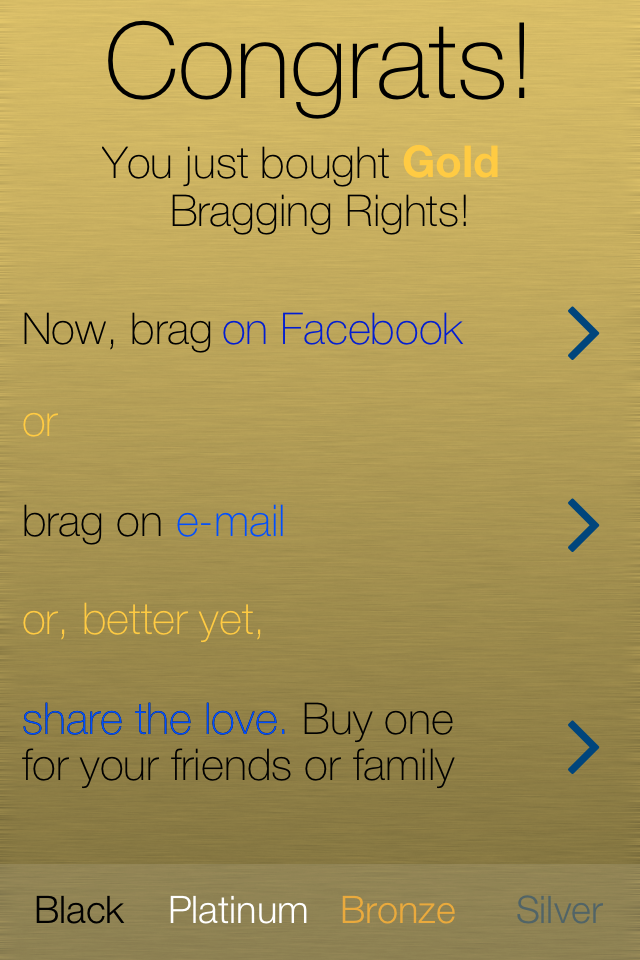 Congrats!
You just bought Gold
Bragging Rights!
Now, brag on Facebook
or
brag on e-mail
or, better yet,
share the love. Buy one
for your friends or family
Black Platinum Bronze Silver